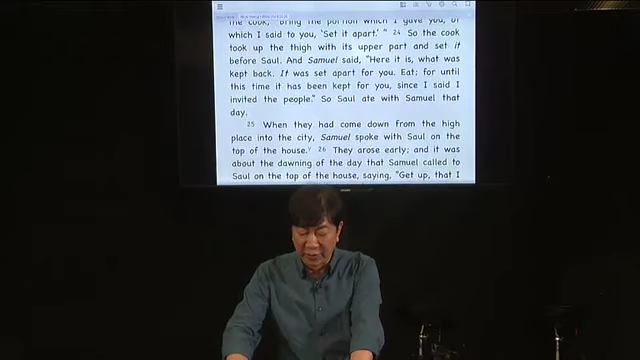 the cook, "Bring the portion which I gave you, of
which I said to you, 'Set it apart.' " 24 So the cook
took up the thigh with its upper part and set it
before Saul. And Samuel said, "Here it is, what was
kept back. It was set apart for you. Eat; for until
this time it has been kept for you, since I said I
invited the people." So Saul ate with Samuel that
day.
25 When they had come down from the high
place into the city, Samuel spoke with Saul on the
top of the house.y 26 They arose early; and it was
about the dawning of the day that Samuel called to
Saul on the top of the house, saying, "Get up, that I